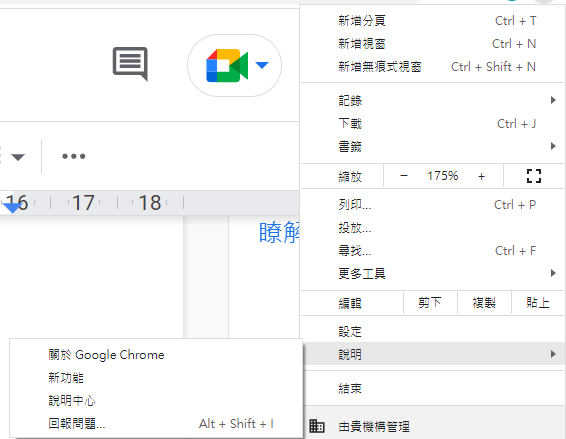 新增分頁 Ctrl + T
新增視窗 Ctrl + N
新增無痕式視窗 Ctrl + Shift + N
記錄
下載 Ctrl + J
書籤
縮放 − 175% +
列印... Ctrl + P
投放...
尋找... Ctrl + F
更多工具
編輯 剪下 複製 貼上
設定
說明
結束
由貴機構管理
16 17 18
瞭解
關於 Google Chrome
新功能
說明中心
回報問題... Alt + Shift + I